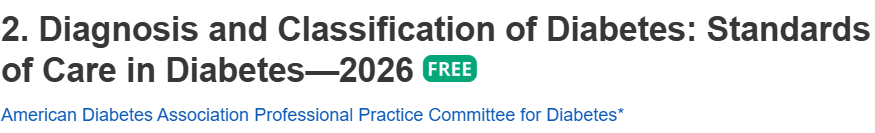 2. Diagnosis and Classification of Diabetes: Standards
of Care in Diabetes—2026 FREE
American Diabetes Association Professional Practice Committee for Diabetes*